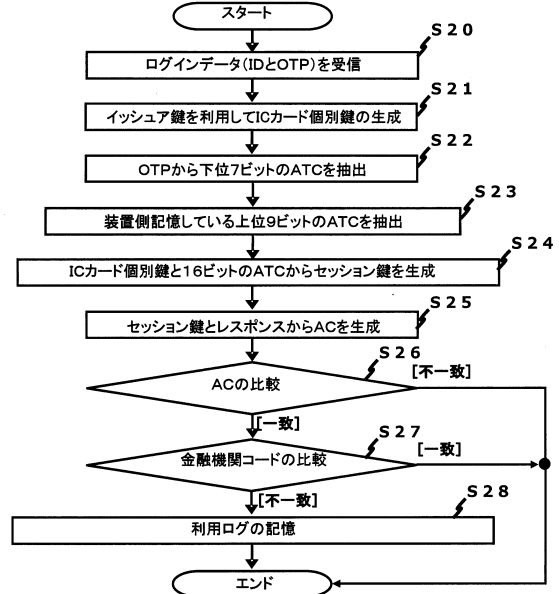 スタート
S20
ログインデータ(IDとOTP)を受信
S21
イッシュア鍵を利用してICカード個別鍵の生成
S22
OTPから下位7ビットのATCを抽出
S23
装置側記憶している上位9ビットのATCを抽出
S24
ICカード個別鍵と16ビットのATCからセッション鍵を生成
S25
セッション鍵とレスポンスからACを生成
S26
ACの比較
[不一致]
[一致]
S27
金融機関コードの比較
[一致]
[不一致]
S28
利用ログの記憶
エンド